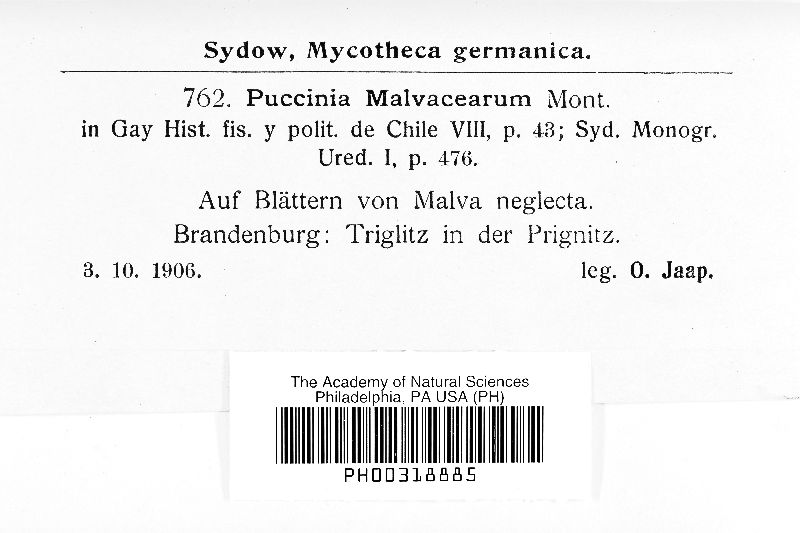 Sydow, Mycotheca germanica.
762. Puccinia Malvacearum Mont.
in Gay Hist. fis. y polit. de Chile VIII, p. 43; Syd. Monogr.
Ured. I, p. 476.
Auf Blättern von Malva neglecta.
Brandenburg: Triglitz in der Prignitz.
3. 10. 1906. leg. O. Jaap.
The Academy of Natural Sciences
Philadelphia, PA USA (PH)
PH00318885